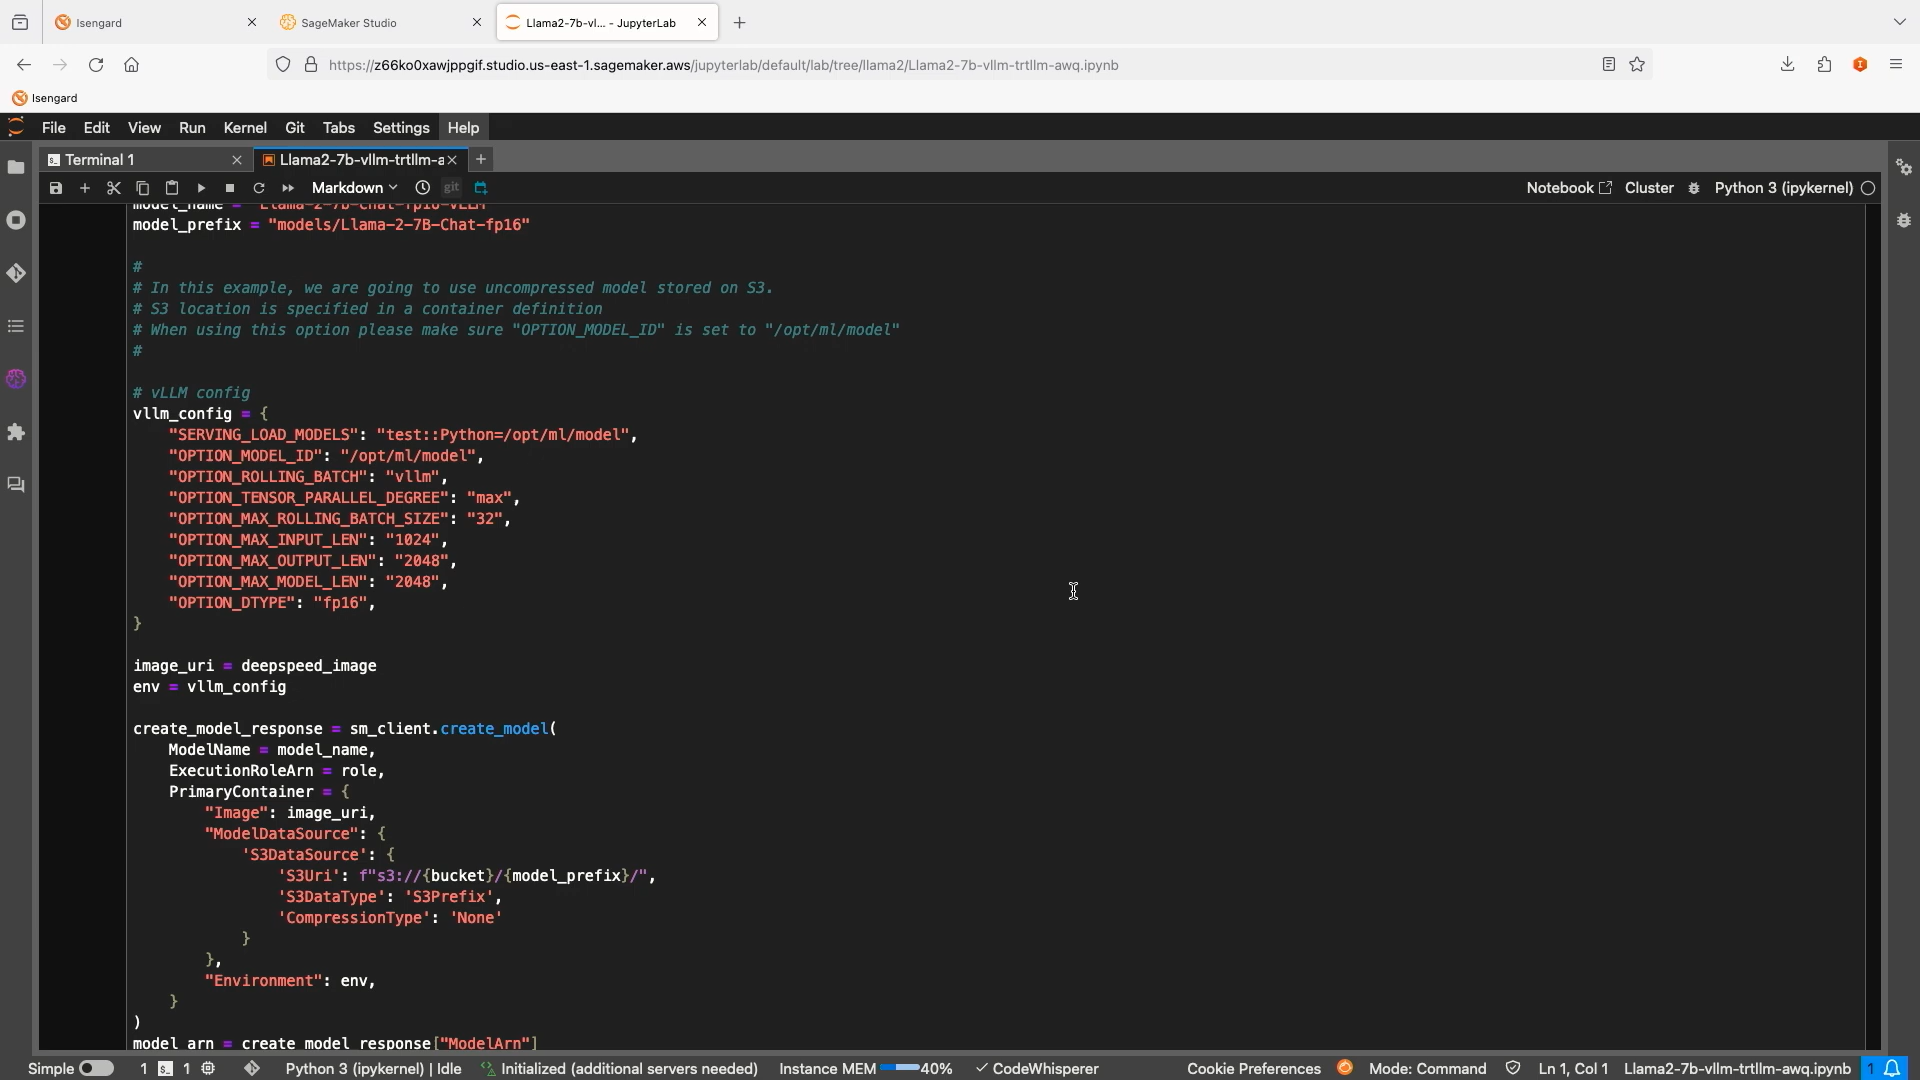 Isengard
SageMaker Studio
Llama2-7b-vl... - JupyterLab
https://z66ko0xawjppgif.studio.us-east-1.sagemaker.aws/jupyterlab/default/lab/tree/llama2/Llama2-7b-vllm-trtllm-awq.ipynb
Isengard
File Edit View Run Kernel Git Tabs Settings Help
Terminal 1
Llama2-7b-vllm-trtllm-a
Markdown
git
Notebook
Cluster
Python 3 (ipykernel)
model_name = "Llama-2-7B-Chat-fp16-vLLM"
model_prefix = "models/Llama-2-7B-Chat-fp16"
#
# In this example, we are going to use uncompressed model stored on S3.
# S3 location is specified in a container definition
# When using this option please make sure "OPTION_MODEL_ID" is set to "/opt/ml/model"
#
# vLLM config
vllm_config = {
"SERVING_LOAD_MODELS": "test::Python=/opt/ml/model",
"OPTION_MODEL_ID": "/opt/ml/model",
"OPTION_ROLLING_BATCH": "vllm",
"OPTION_TENSOR_PARALLEL_DEGREE": "max",
"OPTION_MAX_ROLLING_BATCH_SIZE": "32",
"OPTION_MAX_INPUT_LEN": "1024",
"OPTION_MAX_OUTPUT_LEN": "2048",
"OPTION_MAX_MODEL_LEN": "2048",
"OPTION_DTYPE": "fp16",
}
image_uri = deepspeed_image
env = vllm_config
create_model_response = sm_client.create_model(
ModelName = model_name,
ExecutionRoleArn = role,
PrimaryContainer = {
"Image": image_uri,
"ModelDataSource": {
'S3DataSource': {
'S3Uri': f"s3://{bucket}/{model_prefix}/",
'S3DataType': 'S3Prefix',
'CompressionType': 'None'
}
},
"Environment": env,
}
)
model_arn = create_model_response["ModelArn"]
Simple
1
1
Python 3 (ipykernel) | Idle
Initialized (additional servers needed)
Instance MEM
40%
CodeWhisperer
Cookie Preferences
Mode: Command
Ln 1, Col 1
Llama2-7b-vllm-trtllm-awq.ipynb
1